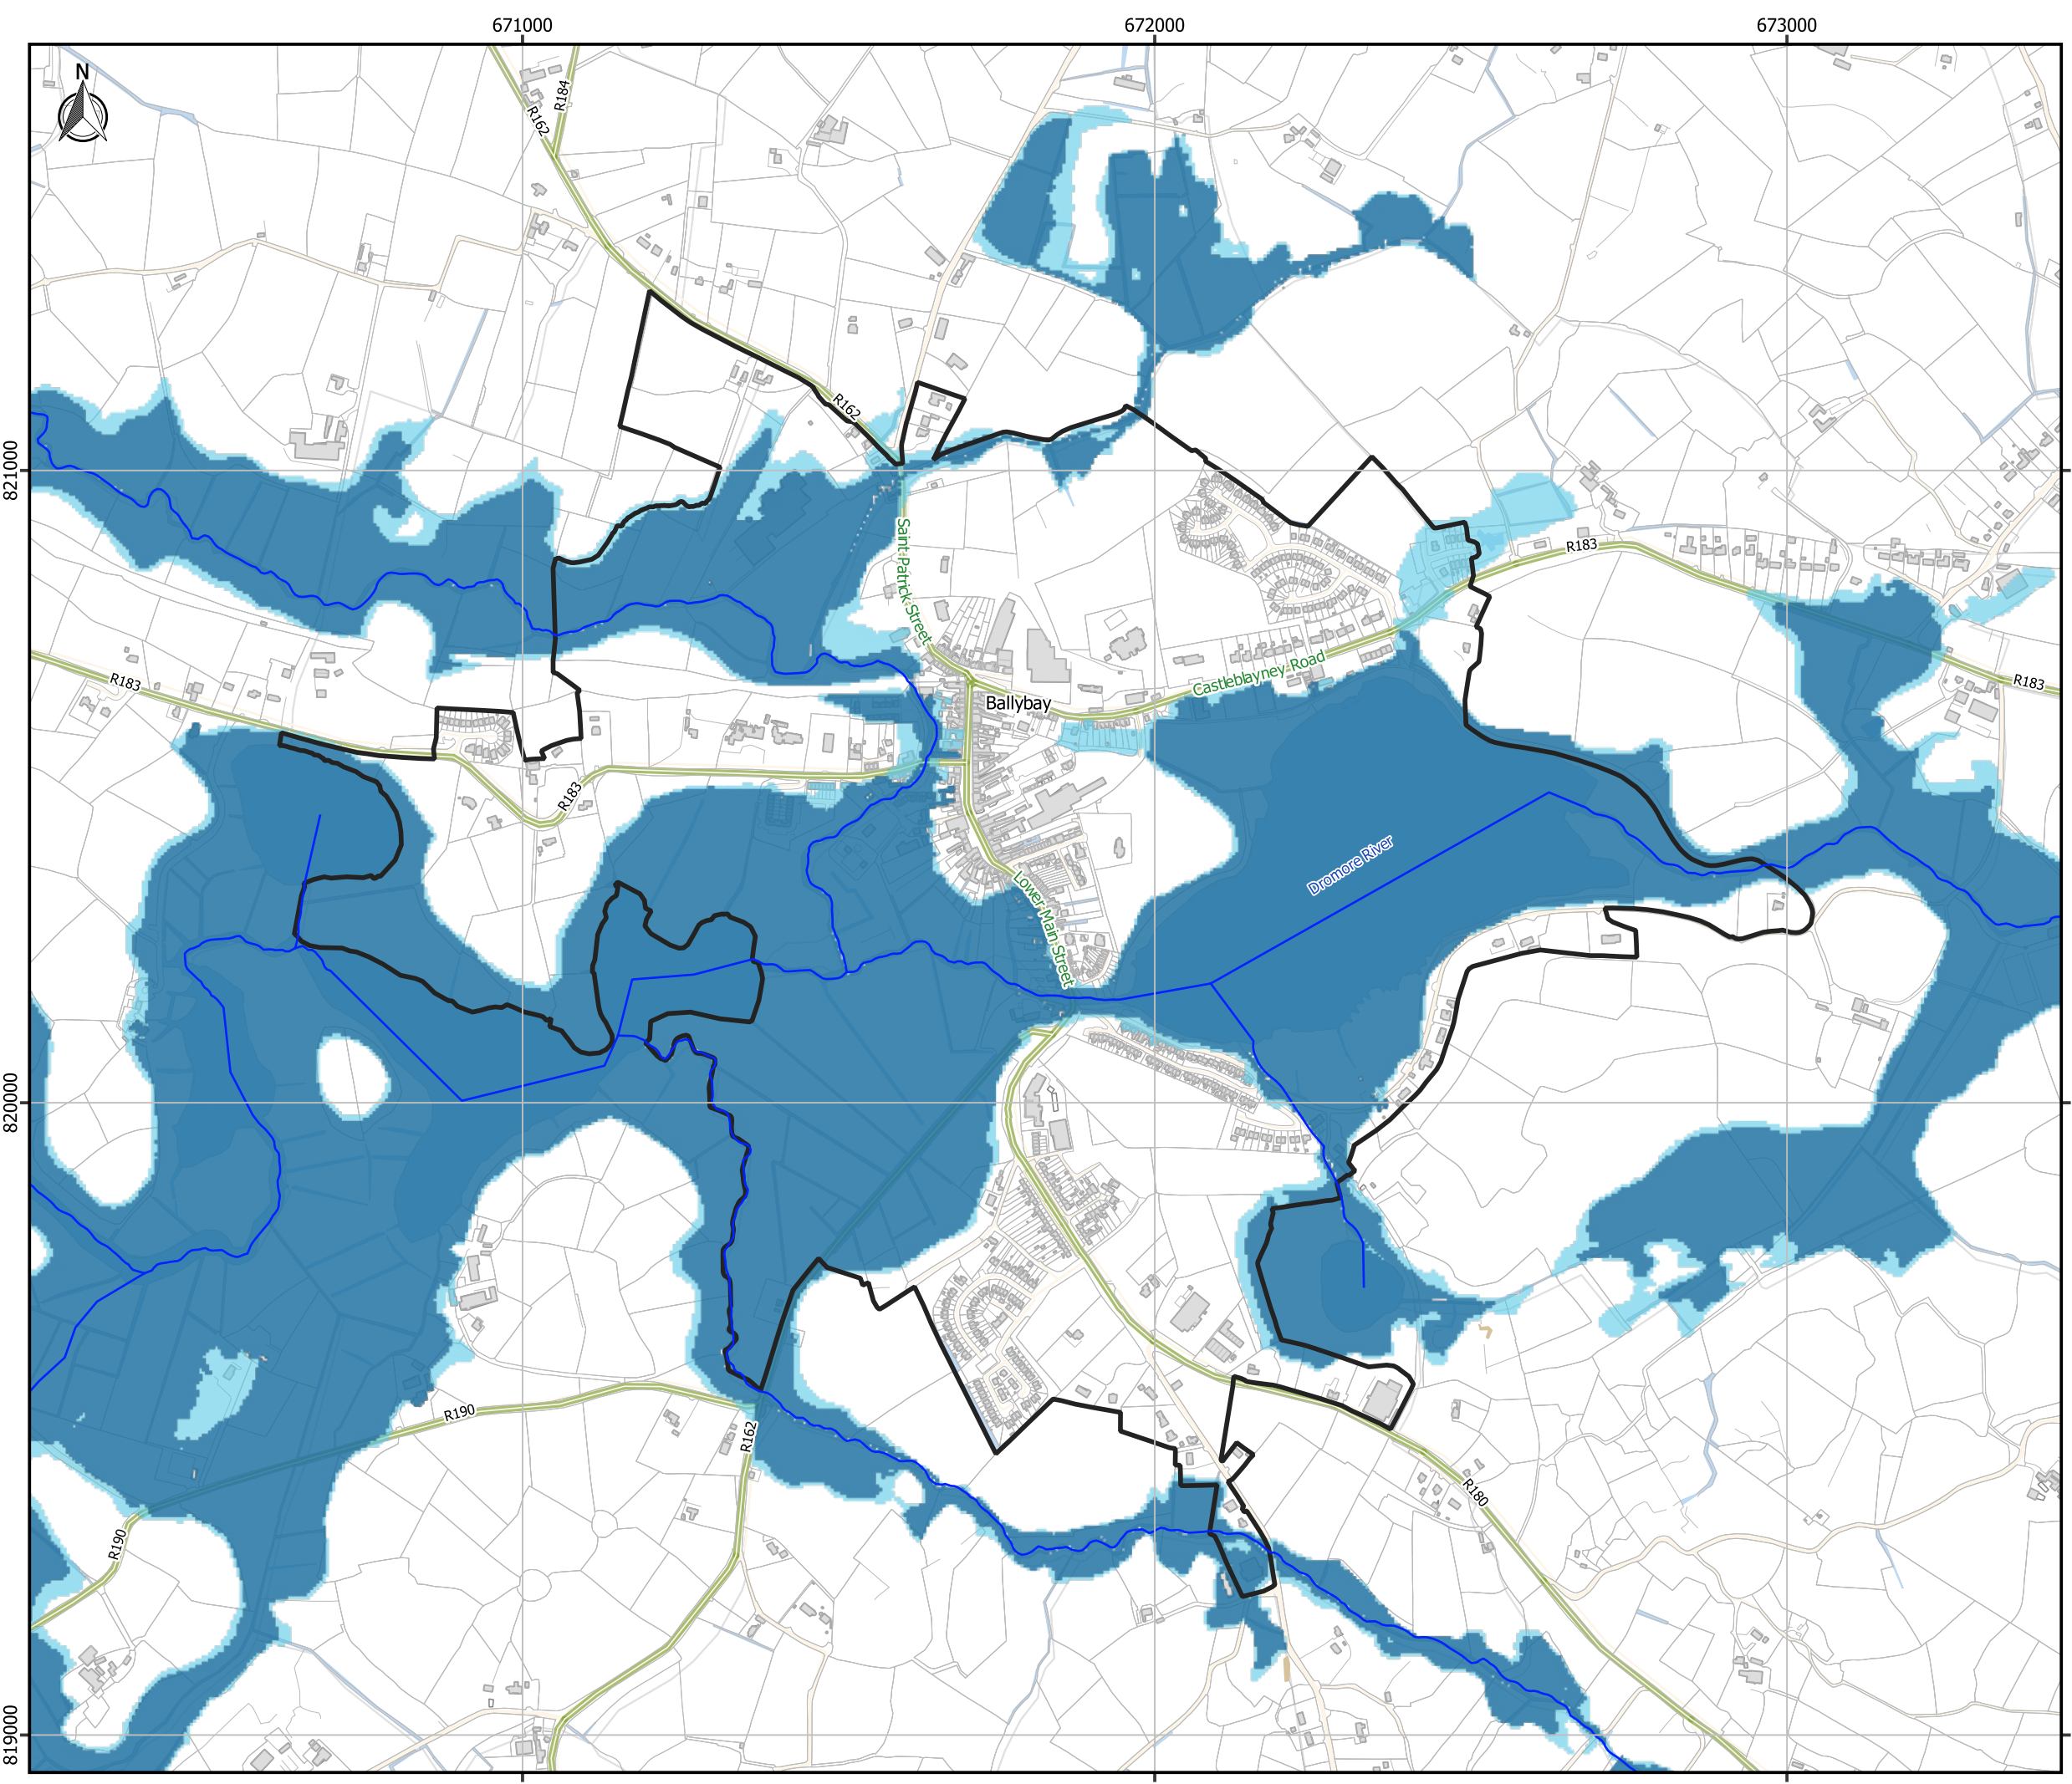 671000
672000
673000
N
R184
R162
821000
R162
Saint Patrick Street
R183
R183
R183
Ballybay
Castleblayney Road
R183
Dromore River
Lower Main Street
820000
R190
R162
R180
R190
819000